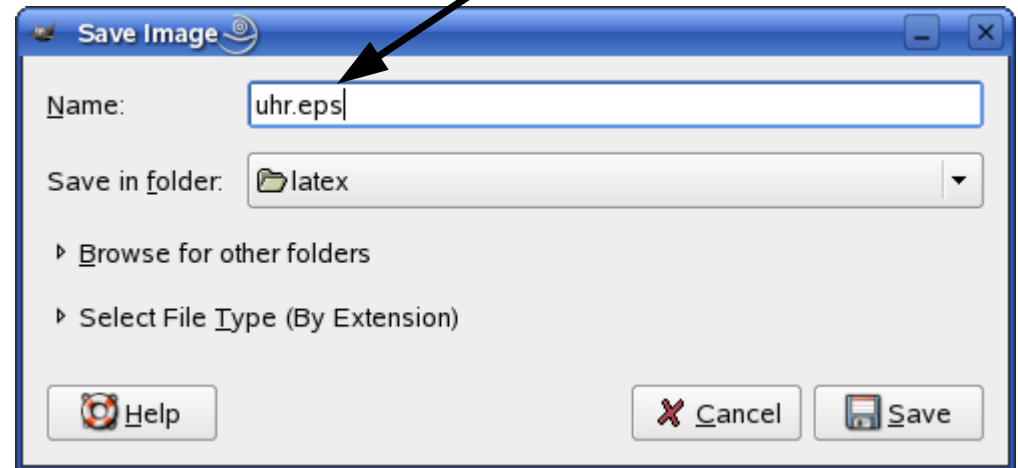 Save Image
Name: uhr.eps
Save in folder: latex
Browse for other folders
Select File Type (By Extension)
Help Cancel Save